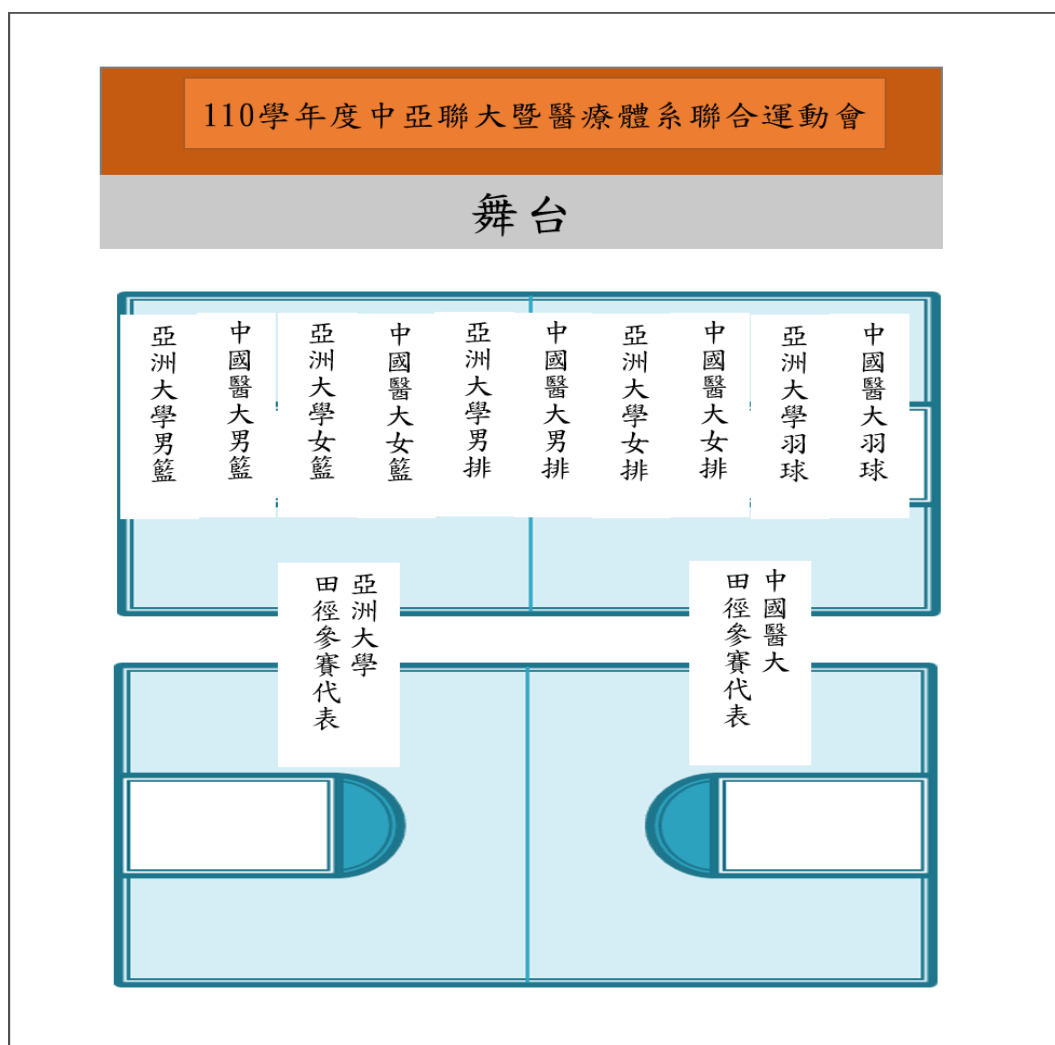 110學年度中亞聯大暨醫療體系聯合運動會
舞台
亞洲大學男籃
中國醫大男籃
亞洲大學女籃
中國醫大女籃
亞洲大學男排
中國醫大男排
亞洲大學女排
中國醫大女排
亞洲大學羽球
中國醫大羽球
亞洲大學
田徑參賽代表
中國醫大
田徑參賽代表